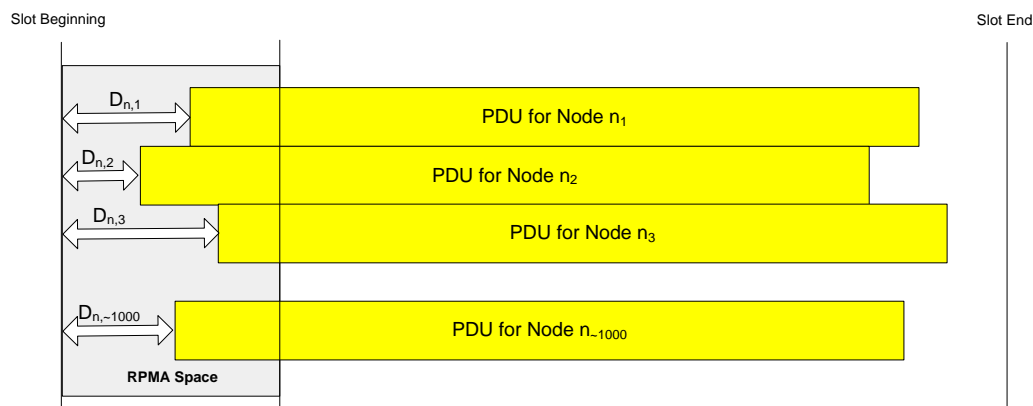 Slot Beginning
Slot End
Dn,1
PDU for Node n1
Dn,2
PDU for Node n2
Dn,3
PDU for Node n3
Dn,~1000
PDU for Node n~1000
RPMA Space